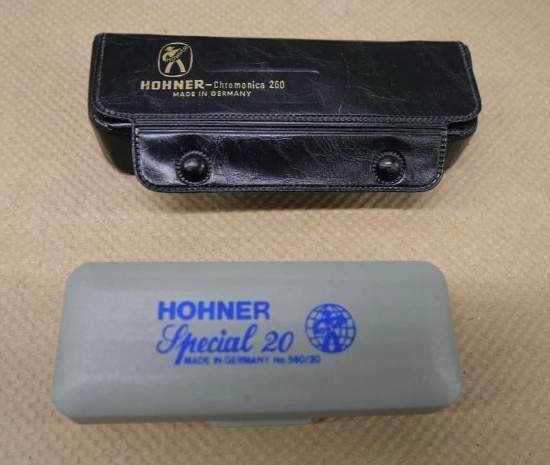 HOHNER-Chromonica 260
MADE IN GERMANY
HOHNER
Special 20
MADE IN GERMANY No. 560/20